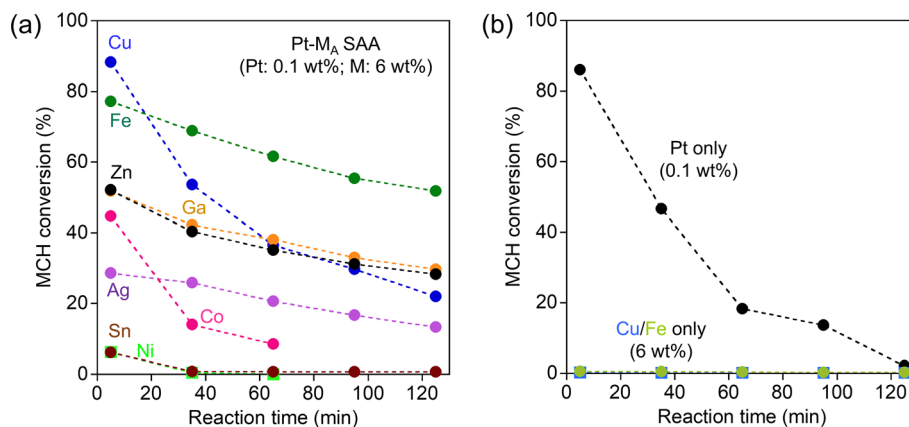 (a)
MCH conversion (%)
100
80
60
40
20
0
Cu
Pt-M_A SAA
(Pt: 0.1 wt%; M: 6 wt%)
Fe
Zn
Ga
Ag
Co
Sn
Ni
0 20 40 60 80 100 120
Reaction time (min)
(b)
MCH conversion (%)
100
80
60
40
20
0
Pt only
(0.1 wt%)
Cu/Fe only
(6 wt%)
0 20 40 60 80 100 120
Reaction time (min)